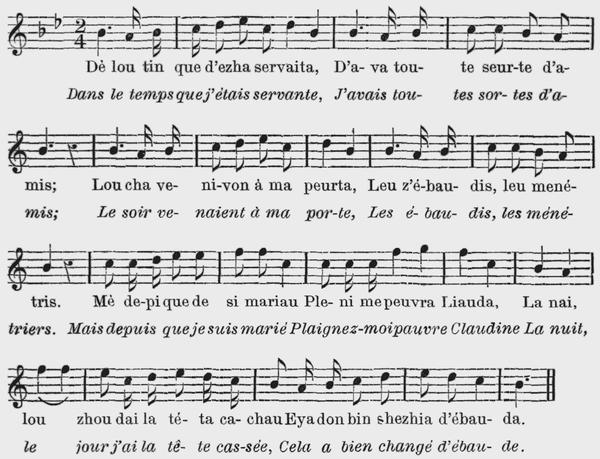 2/4
Dè lou tin que d'ezha servaita, D'a-va tou-te seur-te d'a-
Dans le temps que j'étais servante, J'avais tou-tes sor-tes d'a-
mis; Lou cha ve-ni-von à ma peurta, Leu z'é-bau-dis, leu mené-
mis; Le soir ve-naient à ma por-te, Les é-bau-dis, les méné-
tris. Mè de-pi que de si mariau Ple-ni me peuvra Liauda, La nai,
triers. Mais depuis que je suis marié Plaignez-moi pauvre Claudine La nuit,
lou zhou dai la té-ta ca-chau Eya don bin shezhia d'ébau-da.
le jour j'ai la tê-te cas-sée, Cela a bien changé d'ébau-de.